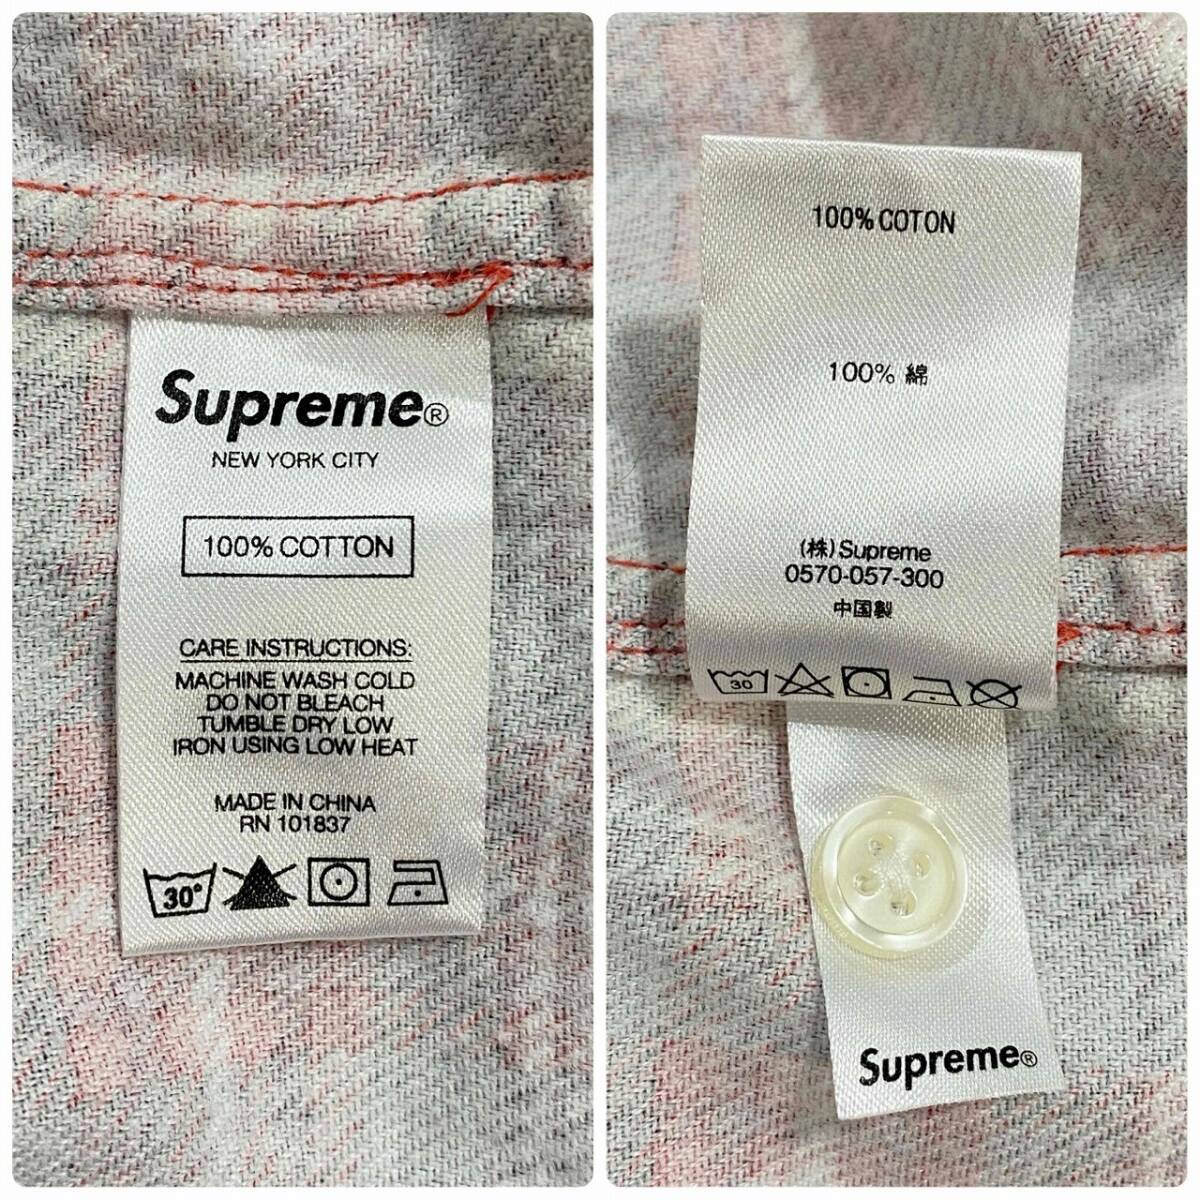 Supreme®
NEW YORK CITY
100% COTTON
CARE INSTRUCTIONS:
MACHINE WASH COLD
DO NOT BLEACH
TUMBLE DRY LOW
IRON USING LOW HEAT
MADE IN CHINA
RN 101837
30°
100% COTON
100% 綿
(株)Supreme
0570-057-300
中国製
30
Supreme®